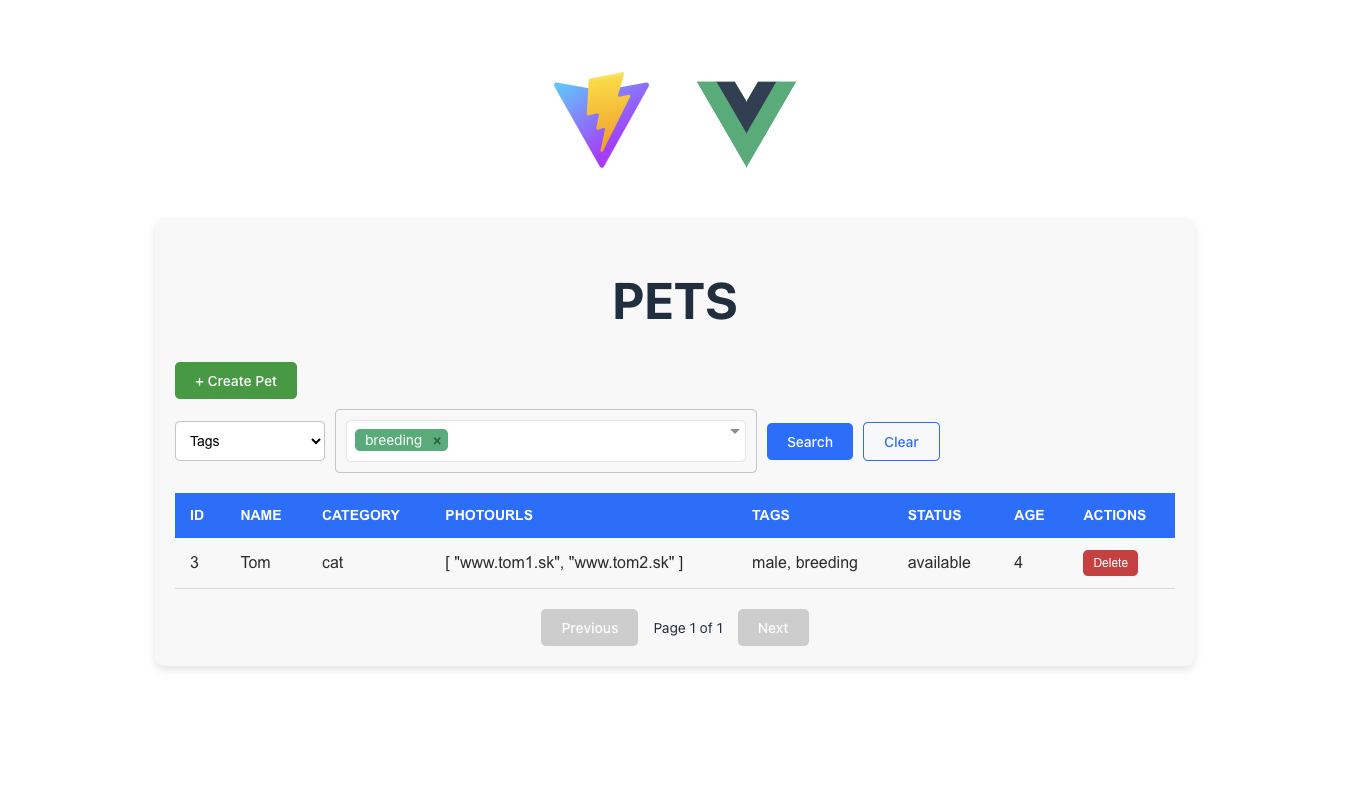 PETS
+ Create Pet
Tags breeding × Search Clear
ID NAME CATEGORY PHOTOURLS TAGS STATUS AGE ACTIONS
3 Tom cat [ "www.tom1.sk", "www.tom2.sk" ] male, breeding available 4 Delete
Previous Page 1 of 1 Next